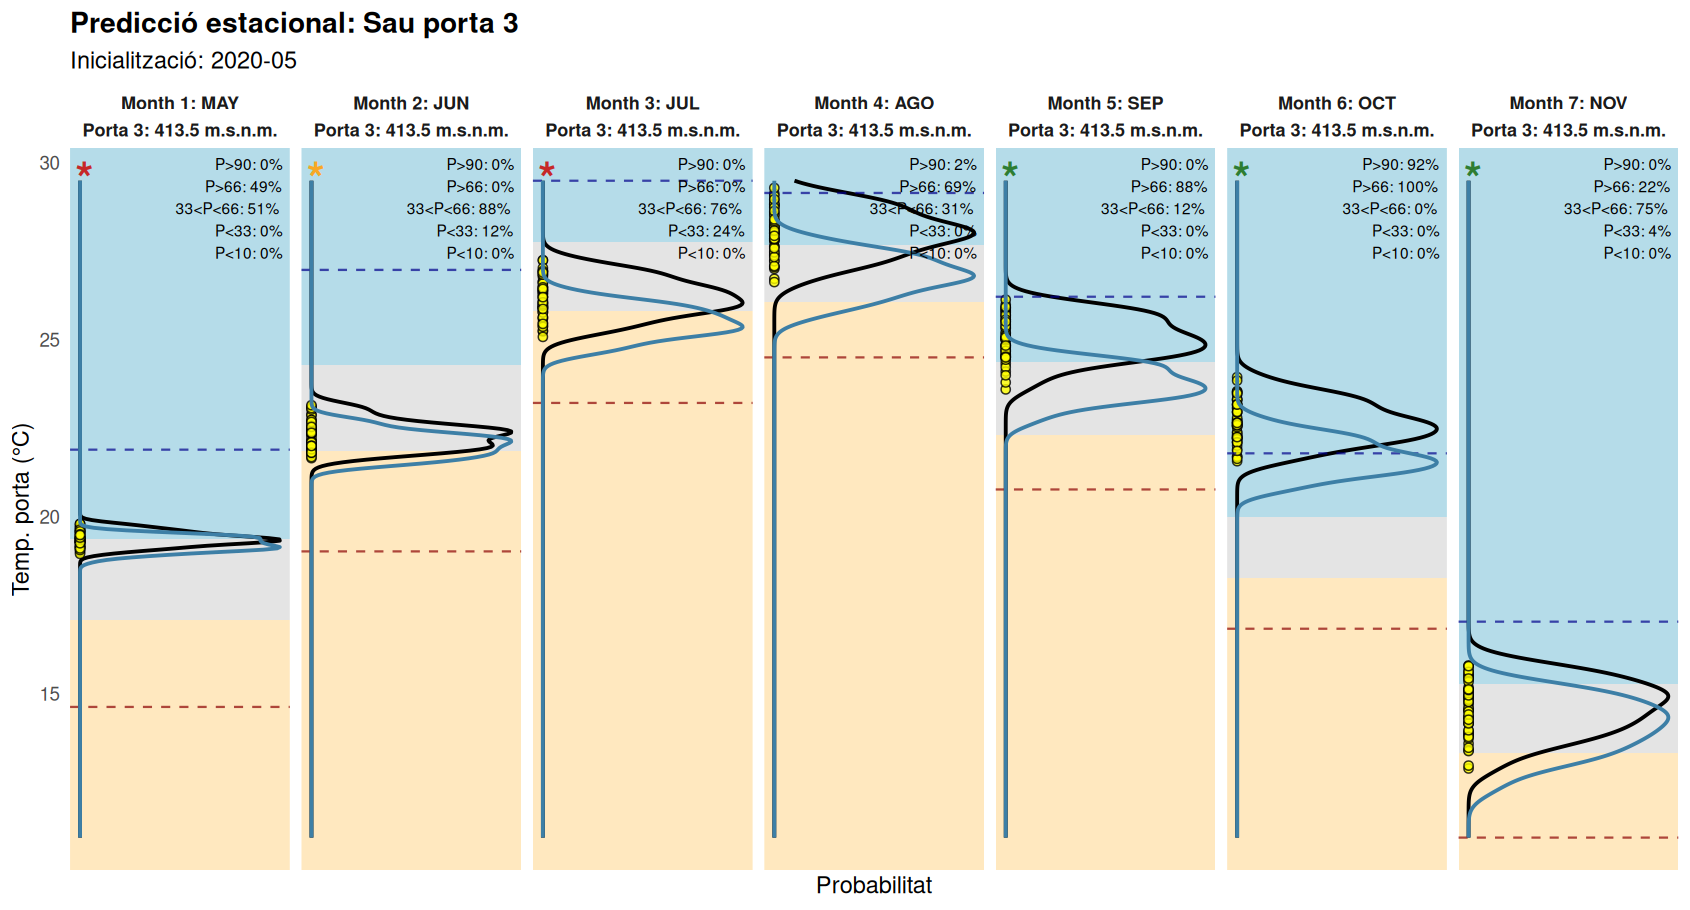 Predicció estacional: Sau porta 3
Inicialització: 2020-05
Month 1: MAY
Porta 3: 413.5 m.s.n.m.
Month 2: JUN
Porta 3: 413.5 m.s.n.m.
Month 3: JUL
Porta 3: 413.5 m.s.n.m.
Month 4: AGO
Porta 3: 413.5 m.s.n.m.
Month 5: SEP
Porta 3: 413.5 m.s.n.m.
Month 6: OCT
Porta 3: 413.5 m.s.n.m.
Month 7: NOV
Porta 3: 413.5 m.s.n.m.
Temp. porta (°C)
30
25
20
15
*
P>90: 0%
P>66: 49%
33<P<66: 51%
P<33: 0%
P<10: 0%
*
P>90: 0%
P>66: 0%
33<P<66: 88%
P<33: 12%
P<10: 0%
*
P>90: 0%
P>66: 0%
33<P<66: 76%
P<33: 24%
P<10: 0%
P>90: 2%
P>66: 69%
33<P<66: 31%
P<33: 0%
P<10: 0%
*
P>90: 0%
P>66: 88%
33<P<66: 12%
P<33: 0%
P<10: 0%
*
P>90: 92%
P>66: 100%
33<P<66: 0%
P<33: 0%
P<10: 0%
*
P>90: 0%
P>66: 22%
33<P<66: 75%
P<33: 4%
P<10: 0%
Probabilitat